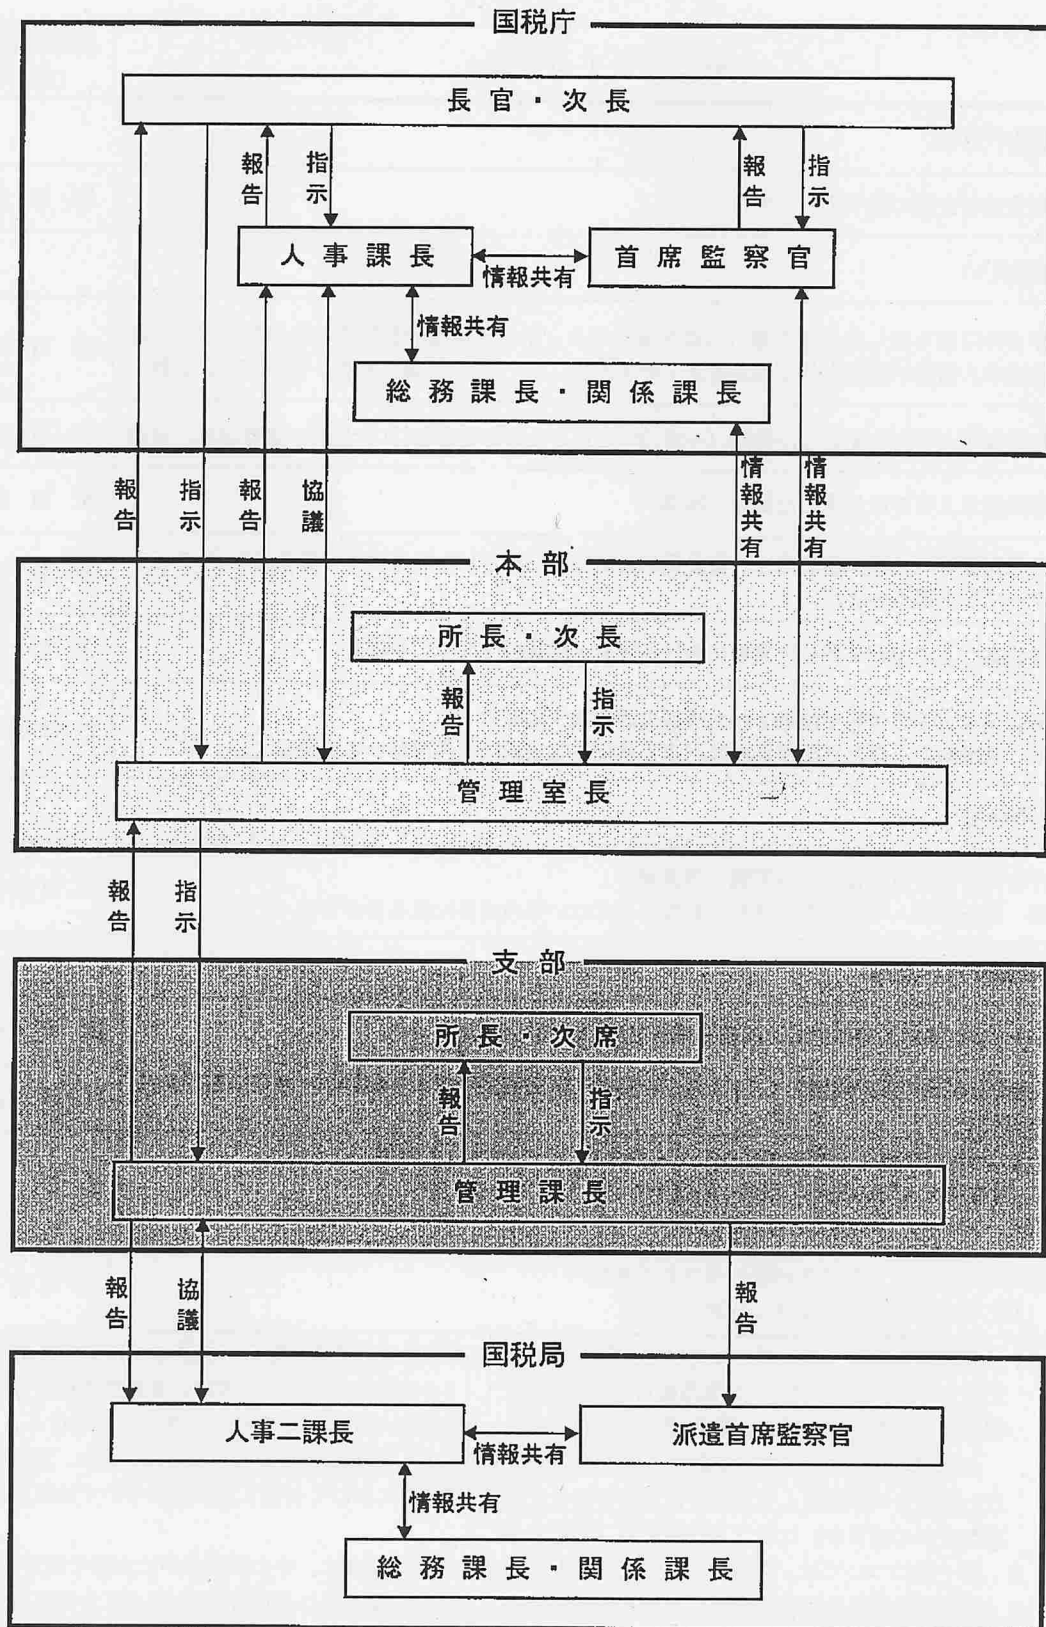 国税庁
長官・次長
報告
指示
報告
指示
人事課長
情報共有
首席監察官
情報共有
総務課長・関係課長
報告
指示
報告
協議
情報共有
情報共有
本部
所長・次長
報告
指示
管理室長
報告
指示
支部
所長・次席
報告
指示
管理課長
報告
協議
報告
国税局
人事二課長
情報共有
派遣首席監察官
情報共有
総務課長・関係課長